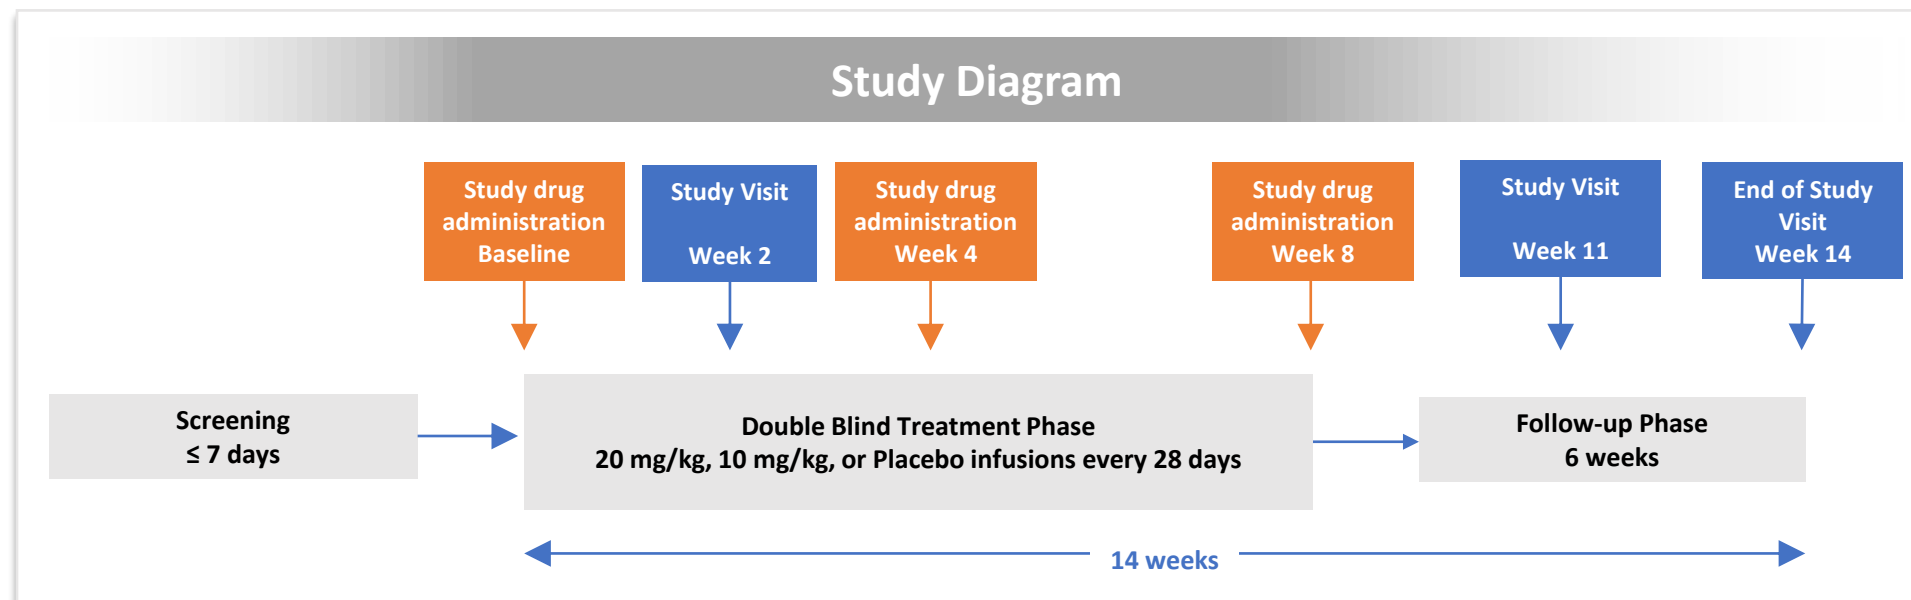 Study Diagram
Study drug
administration
Baseline
Study Visit
Week 2
Study drug
administration
Week 4
Study drug
administration
Week 8
Study Visit
Week 11
End of Study
Visit
Week 14
Screening
≤ 7 days
Double Blind Treatment Phase
20 mg/kg, 10 mg/kg, or Placebo infusions every 28 days
Follow-up Phase
6 weeks
14 weeks